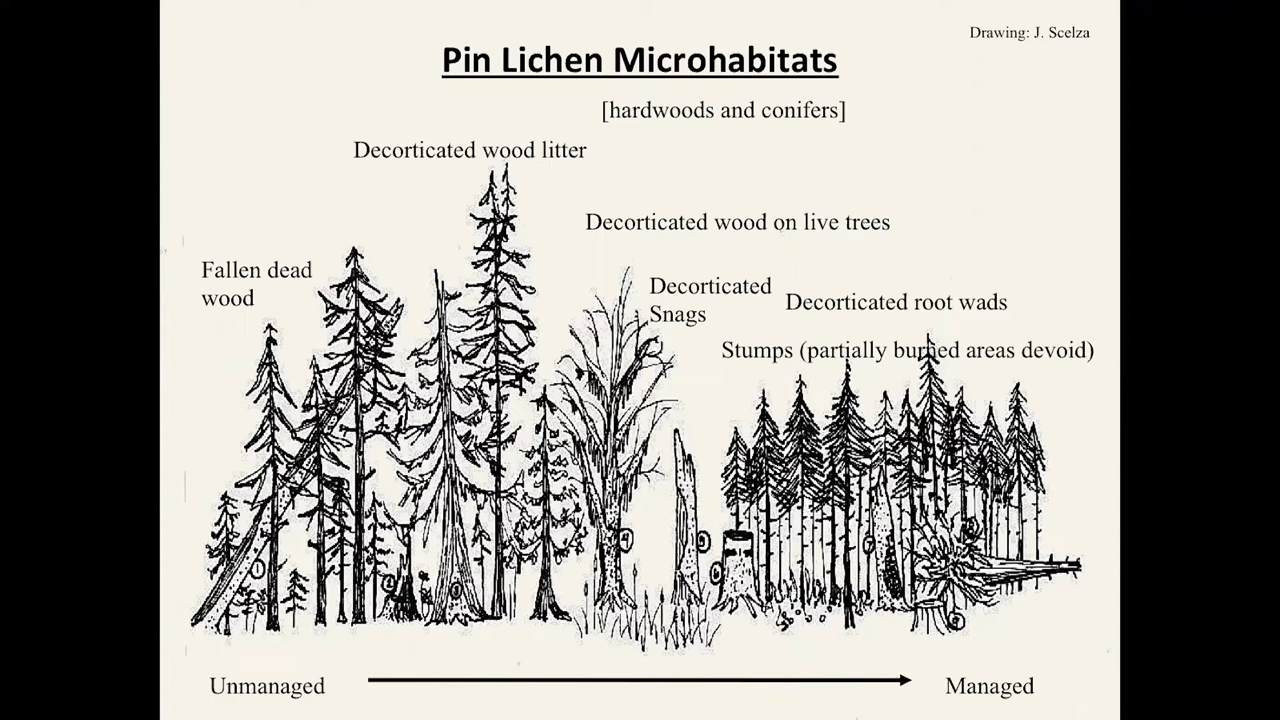 Drawing: J. Scelza
Pin Lichen Microhabitats
[hardwoods and conifers]
Decorticated wood litter
Decorticated wood on live trees
Fallen dead
wood
Decorticated
Snags
Decorticated root wads
Stumps (partially burned areas devoid)
Unmanaged
Managed